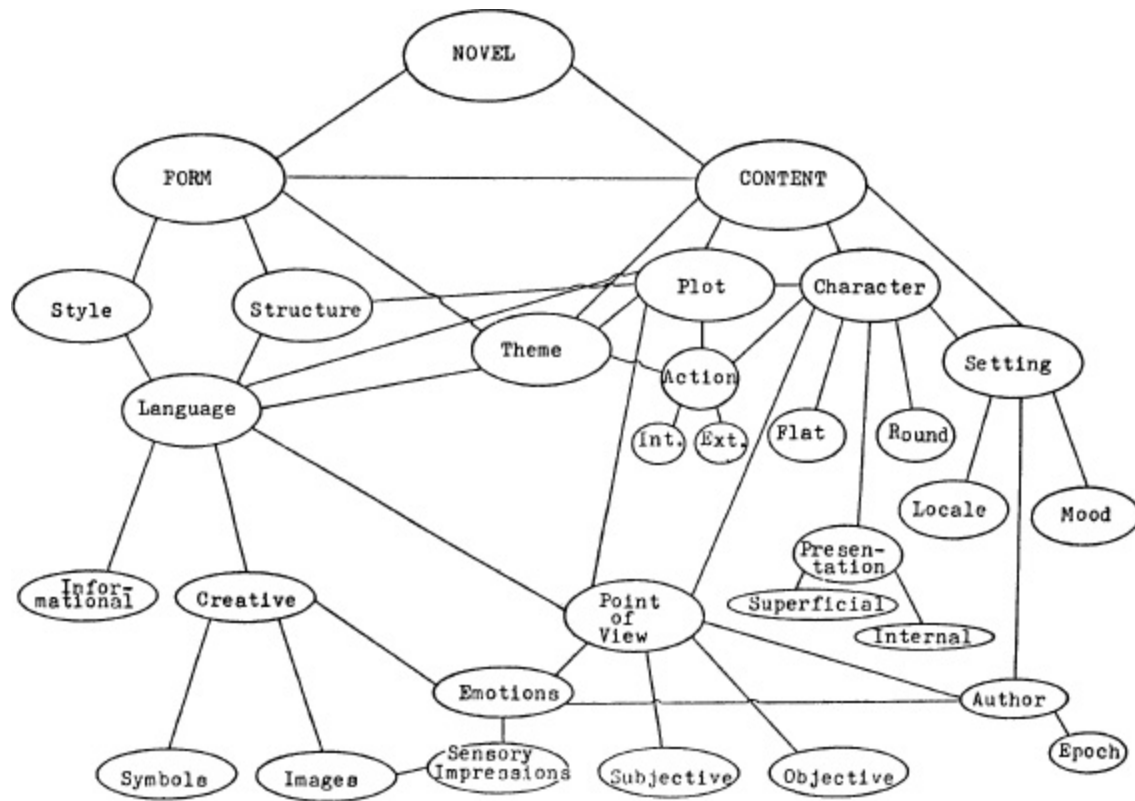 NOVEL
FORM
CONTENT
Style
Structure
Plot
Character
Theme
Action
Setting
Language
Int.
Ext.
Flat
Round
Locale
Mood
Presen-
tation
Infor-
mational
Creative
Superficial
Point
of
View
Internal
Emotions
Author
Epoch
Symbols
Images
Sensory
Impressions
Subjective
Objective